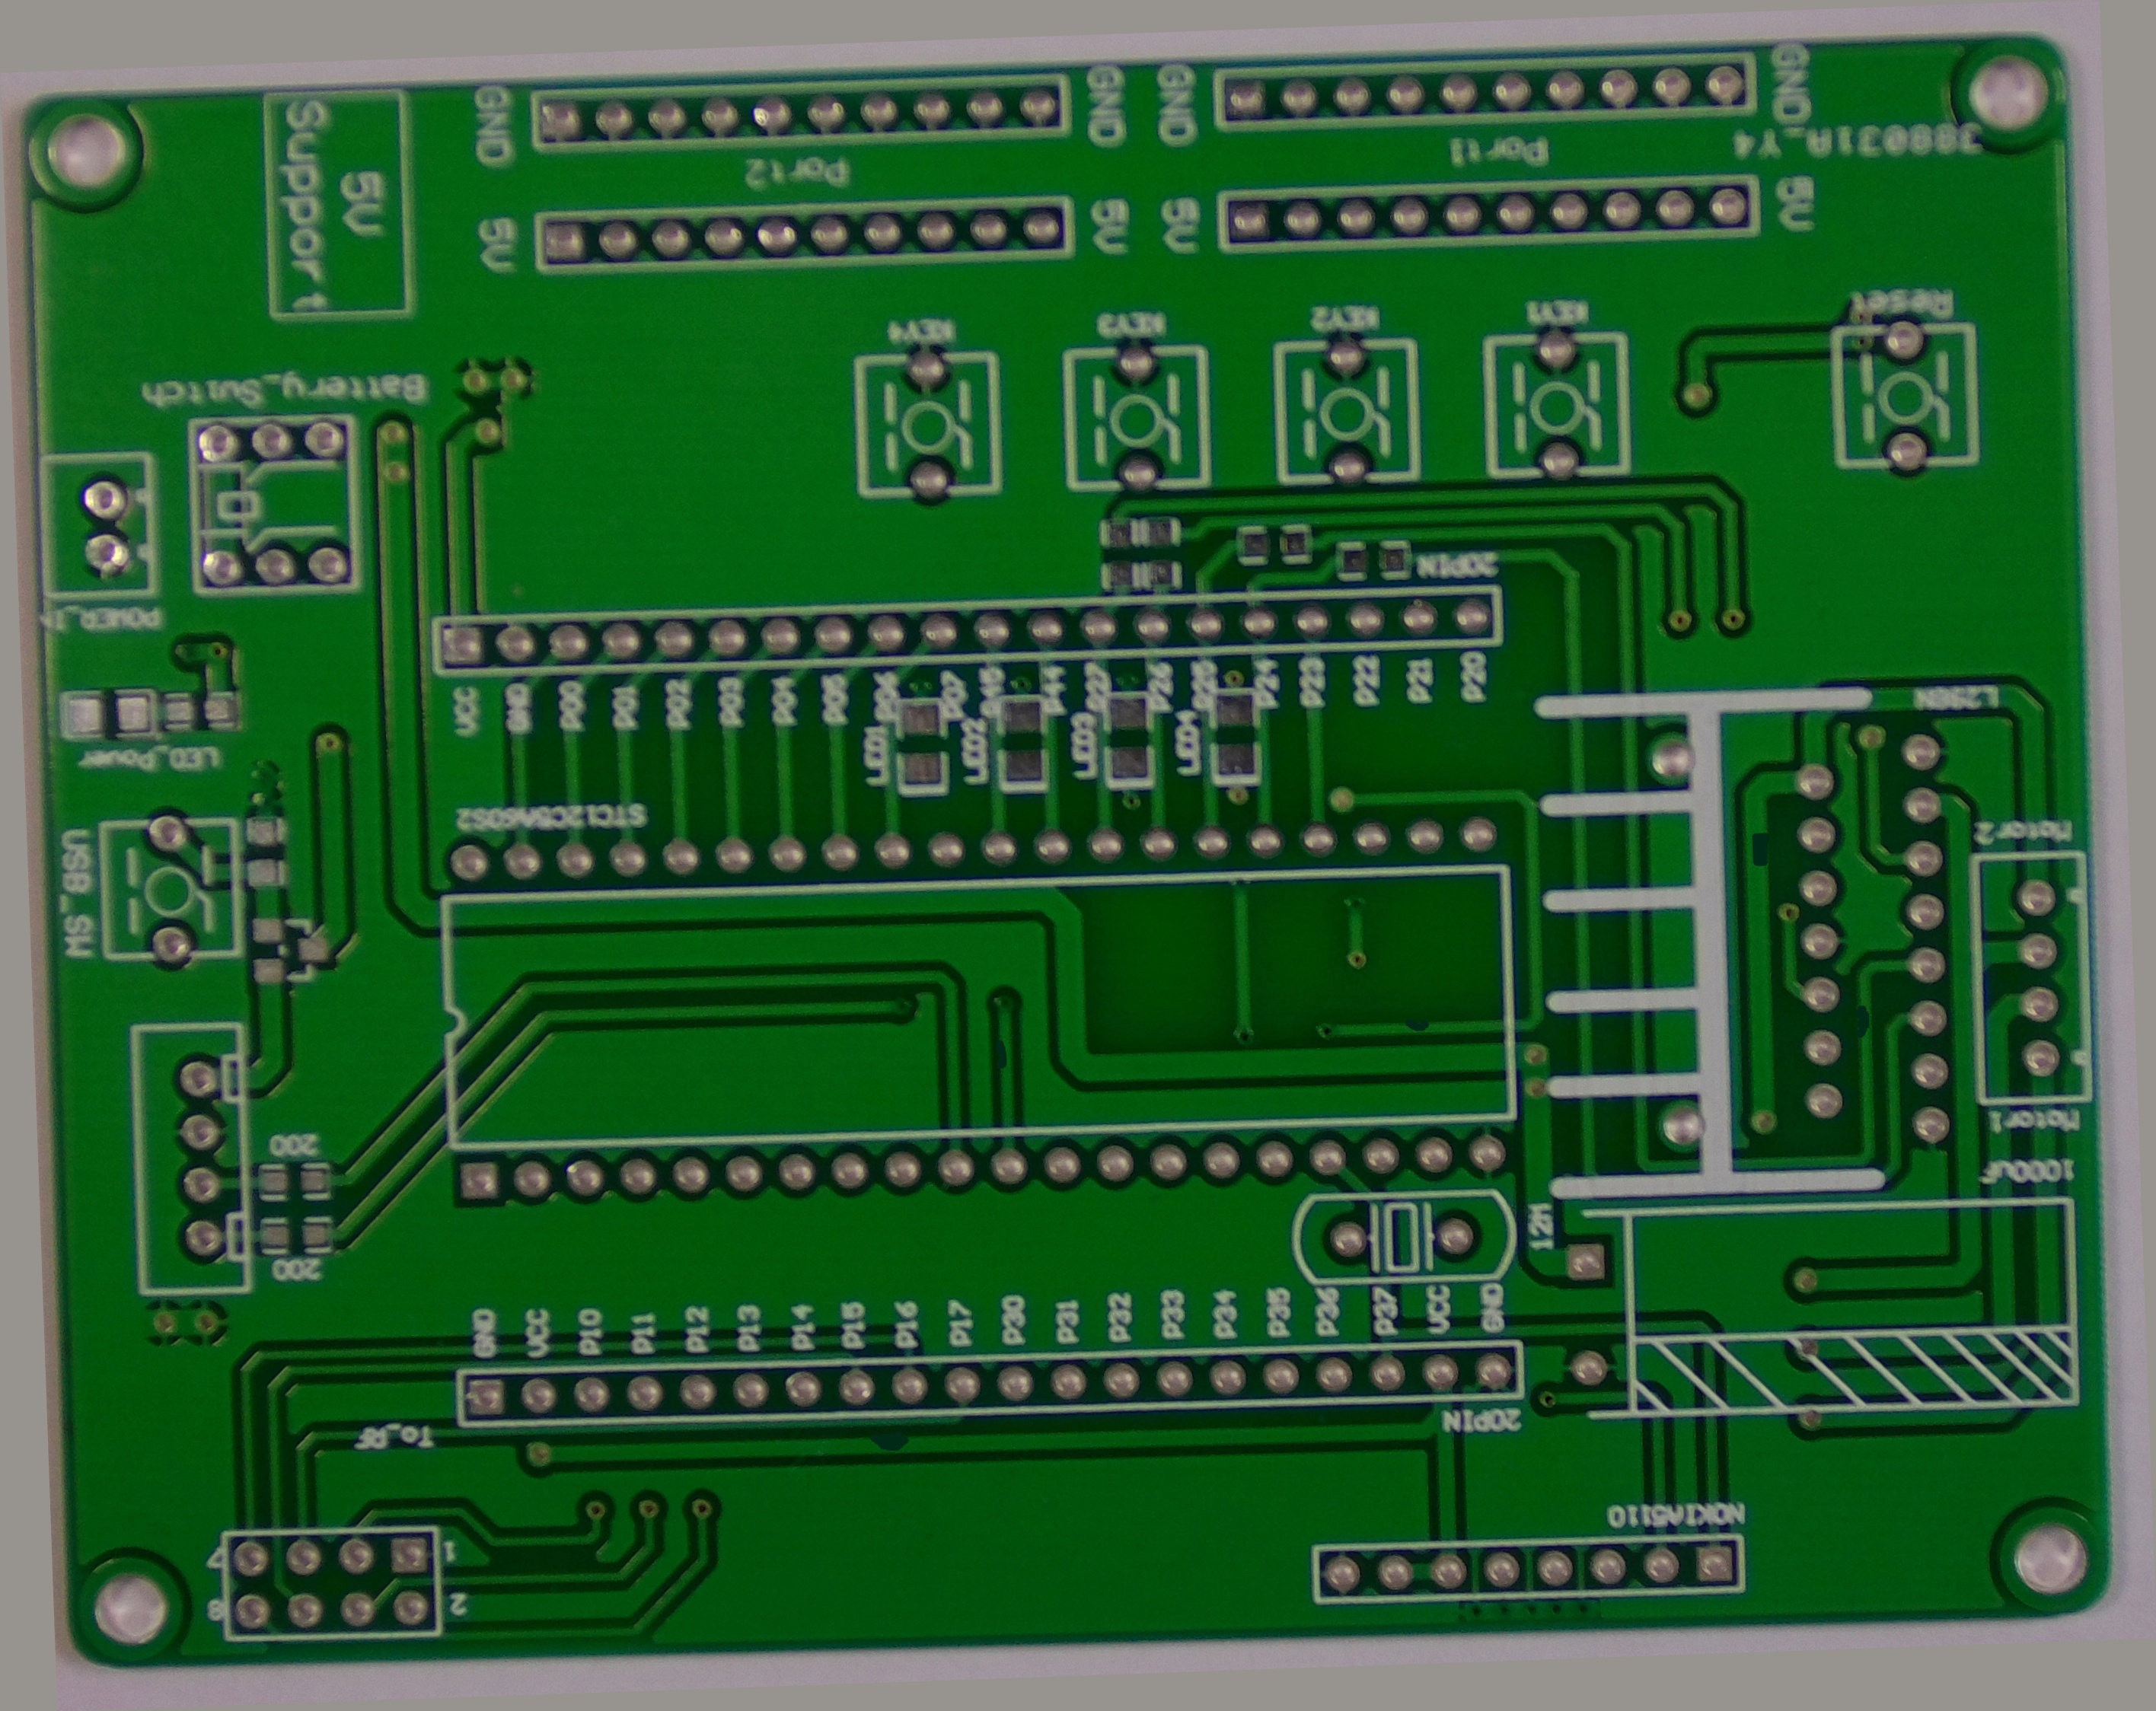 GND
GND
GND
GND
Support
5V
Port2
Port1
388031A_Y4
5V
5V
5V
5V
KEY4
KEY3
KEY2
KEY1
Reset
Battery_Switch
20PIN
LED_Power
VCC
GND
P00
P01
P02
P03
P04
P05
P06
P07
P45
P44
P27
P26
P25
P24
P23
P22
P21
P20
LED1
LED2
LED3
LED4
L298N
STC12C5A60S2
USB_SW
Motor2
Motor1
1000uF
200
200
12M
GND
VCC
P10
P11
P12
P13
P14
P15
P16
P17
P30
P31
P32
P33
P34
P35
P36
P37
VCC
GND
20PIN
To_RF
NOKIA5110
7
1
8
2